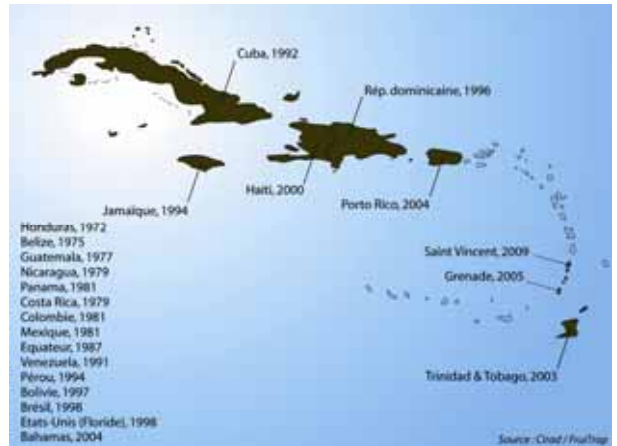 Cuba, 1992
Rép. dominicaine, 1996
Haïti, 2000
Porto Rico, 2004
Jamaïque, 1994
Saint Vincent, 2009
Grenade, 2005
Trinidad & Tobago, 2003
Honduras, 1972
Belize, 1975
Guatemala, 1977
Nicaragua, 1979
Panama, 1981
Costa Rica, 1979
Colombie, 1981
Mexique, 1981
Equateur, 1987
Venezuela, 1991
Pérou, 1994
Bolivie, 1997
Brésil, 1998
Etats-Unis (Floride), 1998
Bahamas, 2004
Source : Cirad / FruiTrop